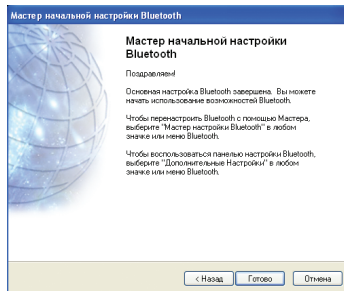 Мастер начальной настройки Bluetooth
Мастер начальной настройки
Bluetooth
Поздравляем!
Основная настройка Bluetooth завершена. Вы можете
начать использование возможностей Bluetooth.
Чтобы перенастроить Bluetooth с помощью Мастера,
выберите "Мастер настройки Bluetooth" в любом
значке или меню Bluetooth.
Чтобы воспользоваться панелью настройки Bluetooth,
выберите "Дополнительные Настройки" в любом
значке или меню Bluetooth.
< Назад Готово Отмена